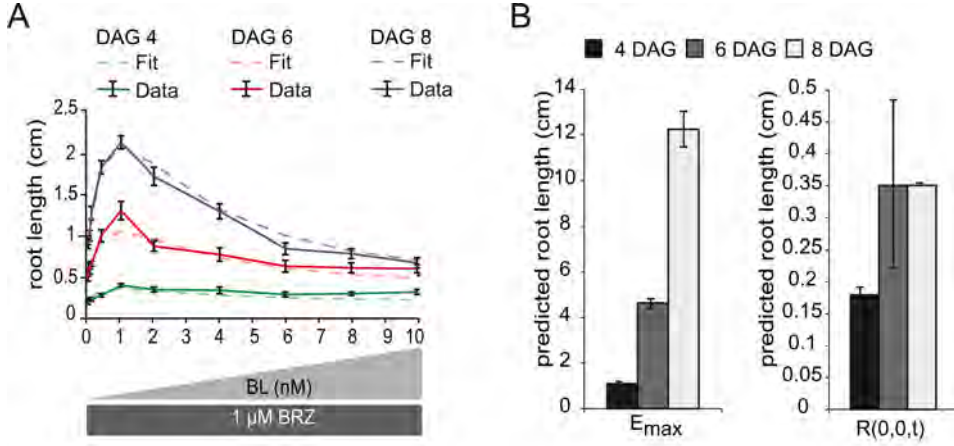 A
DAG 4 DAG 6 DAG 8
Fit Fit Fit
Data Data Data
root length (cm)
2.5
2
1.5
1
0.5
0
0 1 2 3 4 5 6 7 8 9 10
BL (nM)
1 µM BRZ
B
4 DAG 6 DAG 8 DAG
predicted root length (cm)
14
12
10
8
6
4
2
0
Emax
predicted root length (cm)
0.5
0.45
0.4
0.35
0.3
0.25
0.2
0.15
0.1
0.05
0
R(0,0,t)